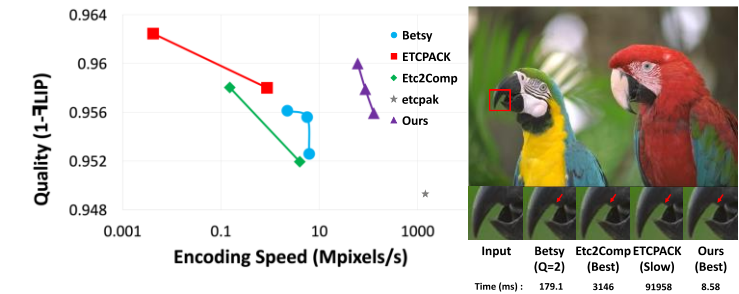 0.964
0.96
0.956
0.952
0.948
Quality (1-ꟻLIP)
0.001
0.1
10
1000
Encoding Speed (Mpixels/s)
Betsy
ETCPACK
Etc2Comp
etcpak
Ours
Input
Betsy
(Q=2)
Etc2Comp
(Best)
ETCPACK
(Slow)
Ours
(Best)
Time (ms) : 179.1 3146 91958 8.58